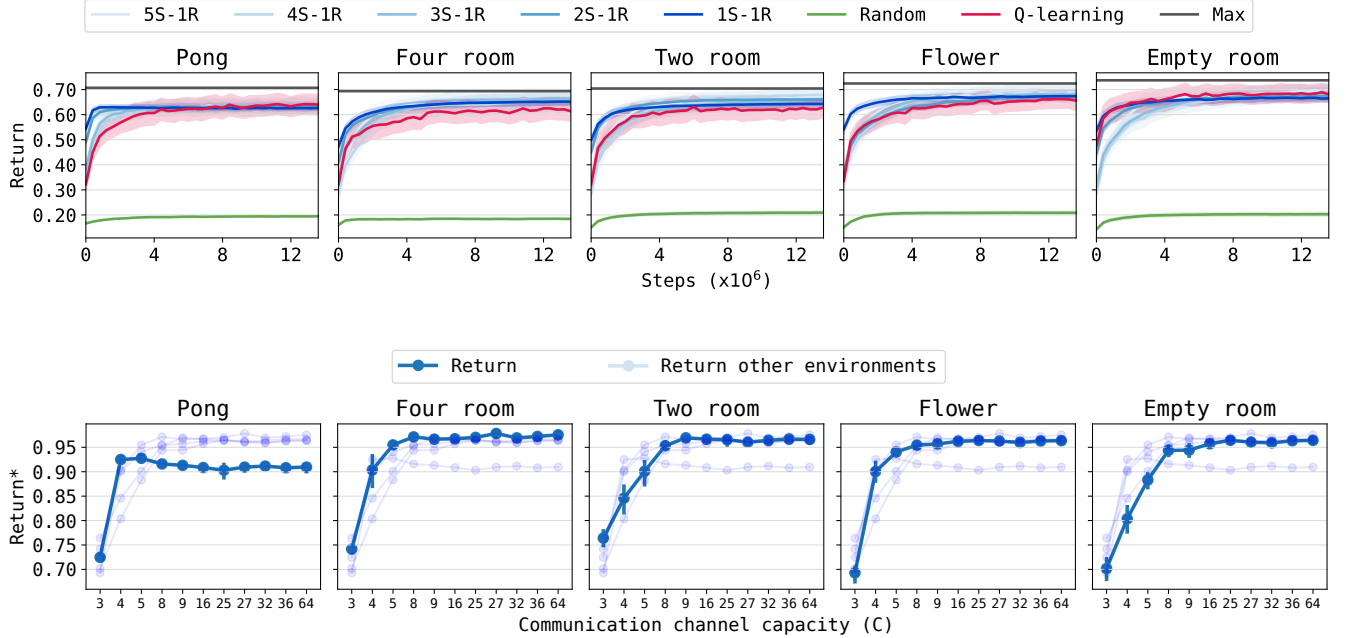 5S-1R 4S-1R 3S-1R 2S-1R 1S-1R Random Q-learning Max
Pong Four room Two room Flower Empty room
Return
0.70
0.60
0.50
0.40
0.30
0.20
0 4 8 12 0 4 8 12 0 4 8 12 0 4 8 12 0 4 8 12
Steps (x10⁶)
Return Return other environments
Pong Four room Two room Flower Empty room
Return*
0.95
0.90
0.85
0.80
0.75
0.70
3 4 5 8 9 16 25 27 32 36 64 3 4 5 8 9 16 25 27 32 36 64 3 4 5 8 9 16 25 27 32 36 64 3 4 5 8 9 16 25 27 32 36 64 3 4 5 8 9 16 25 27 32 36 64
Communication channel capacity (C)